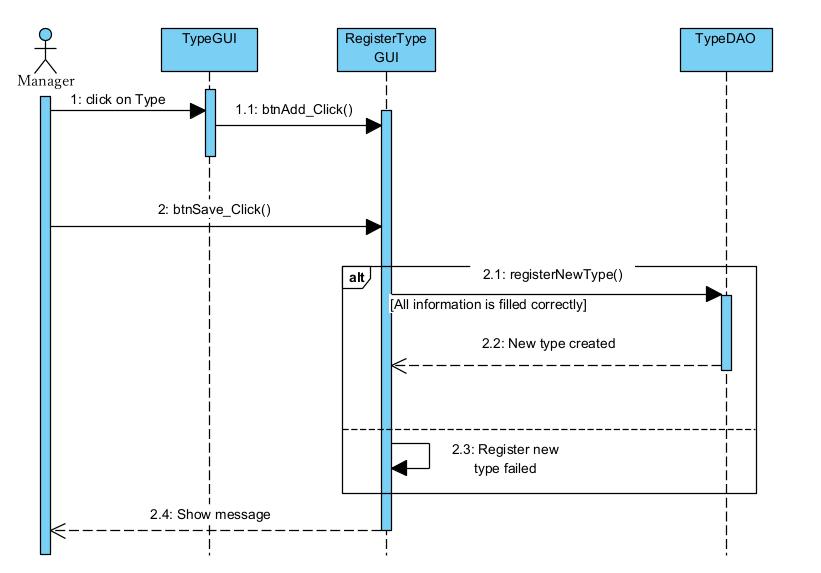 TypeGUI
RegisterType
GUI
TypeDAO
Manager
1: click on Type
1.1: btnAdd_Click()
2: btnSave_Click()
alt
2.1: registerNewType()
[All information is filled correctly]
2.2: New type created
2.3: Register new
type failed
2.4: Show message